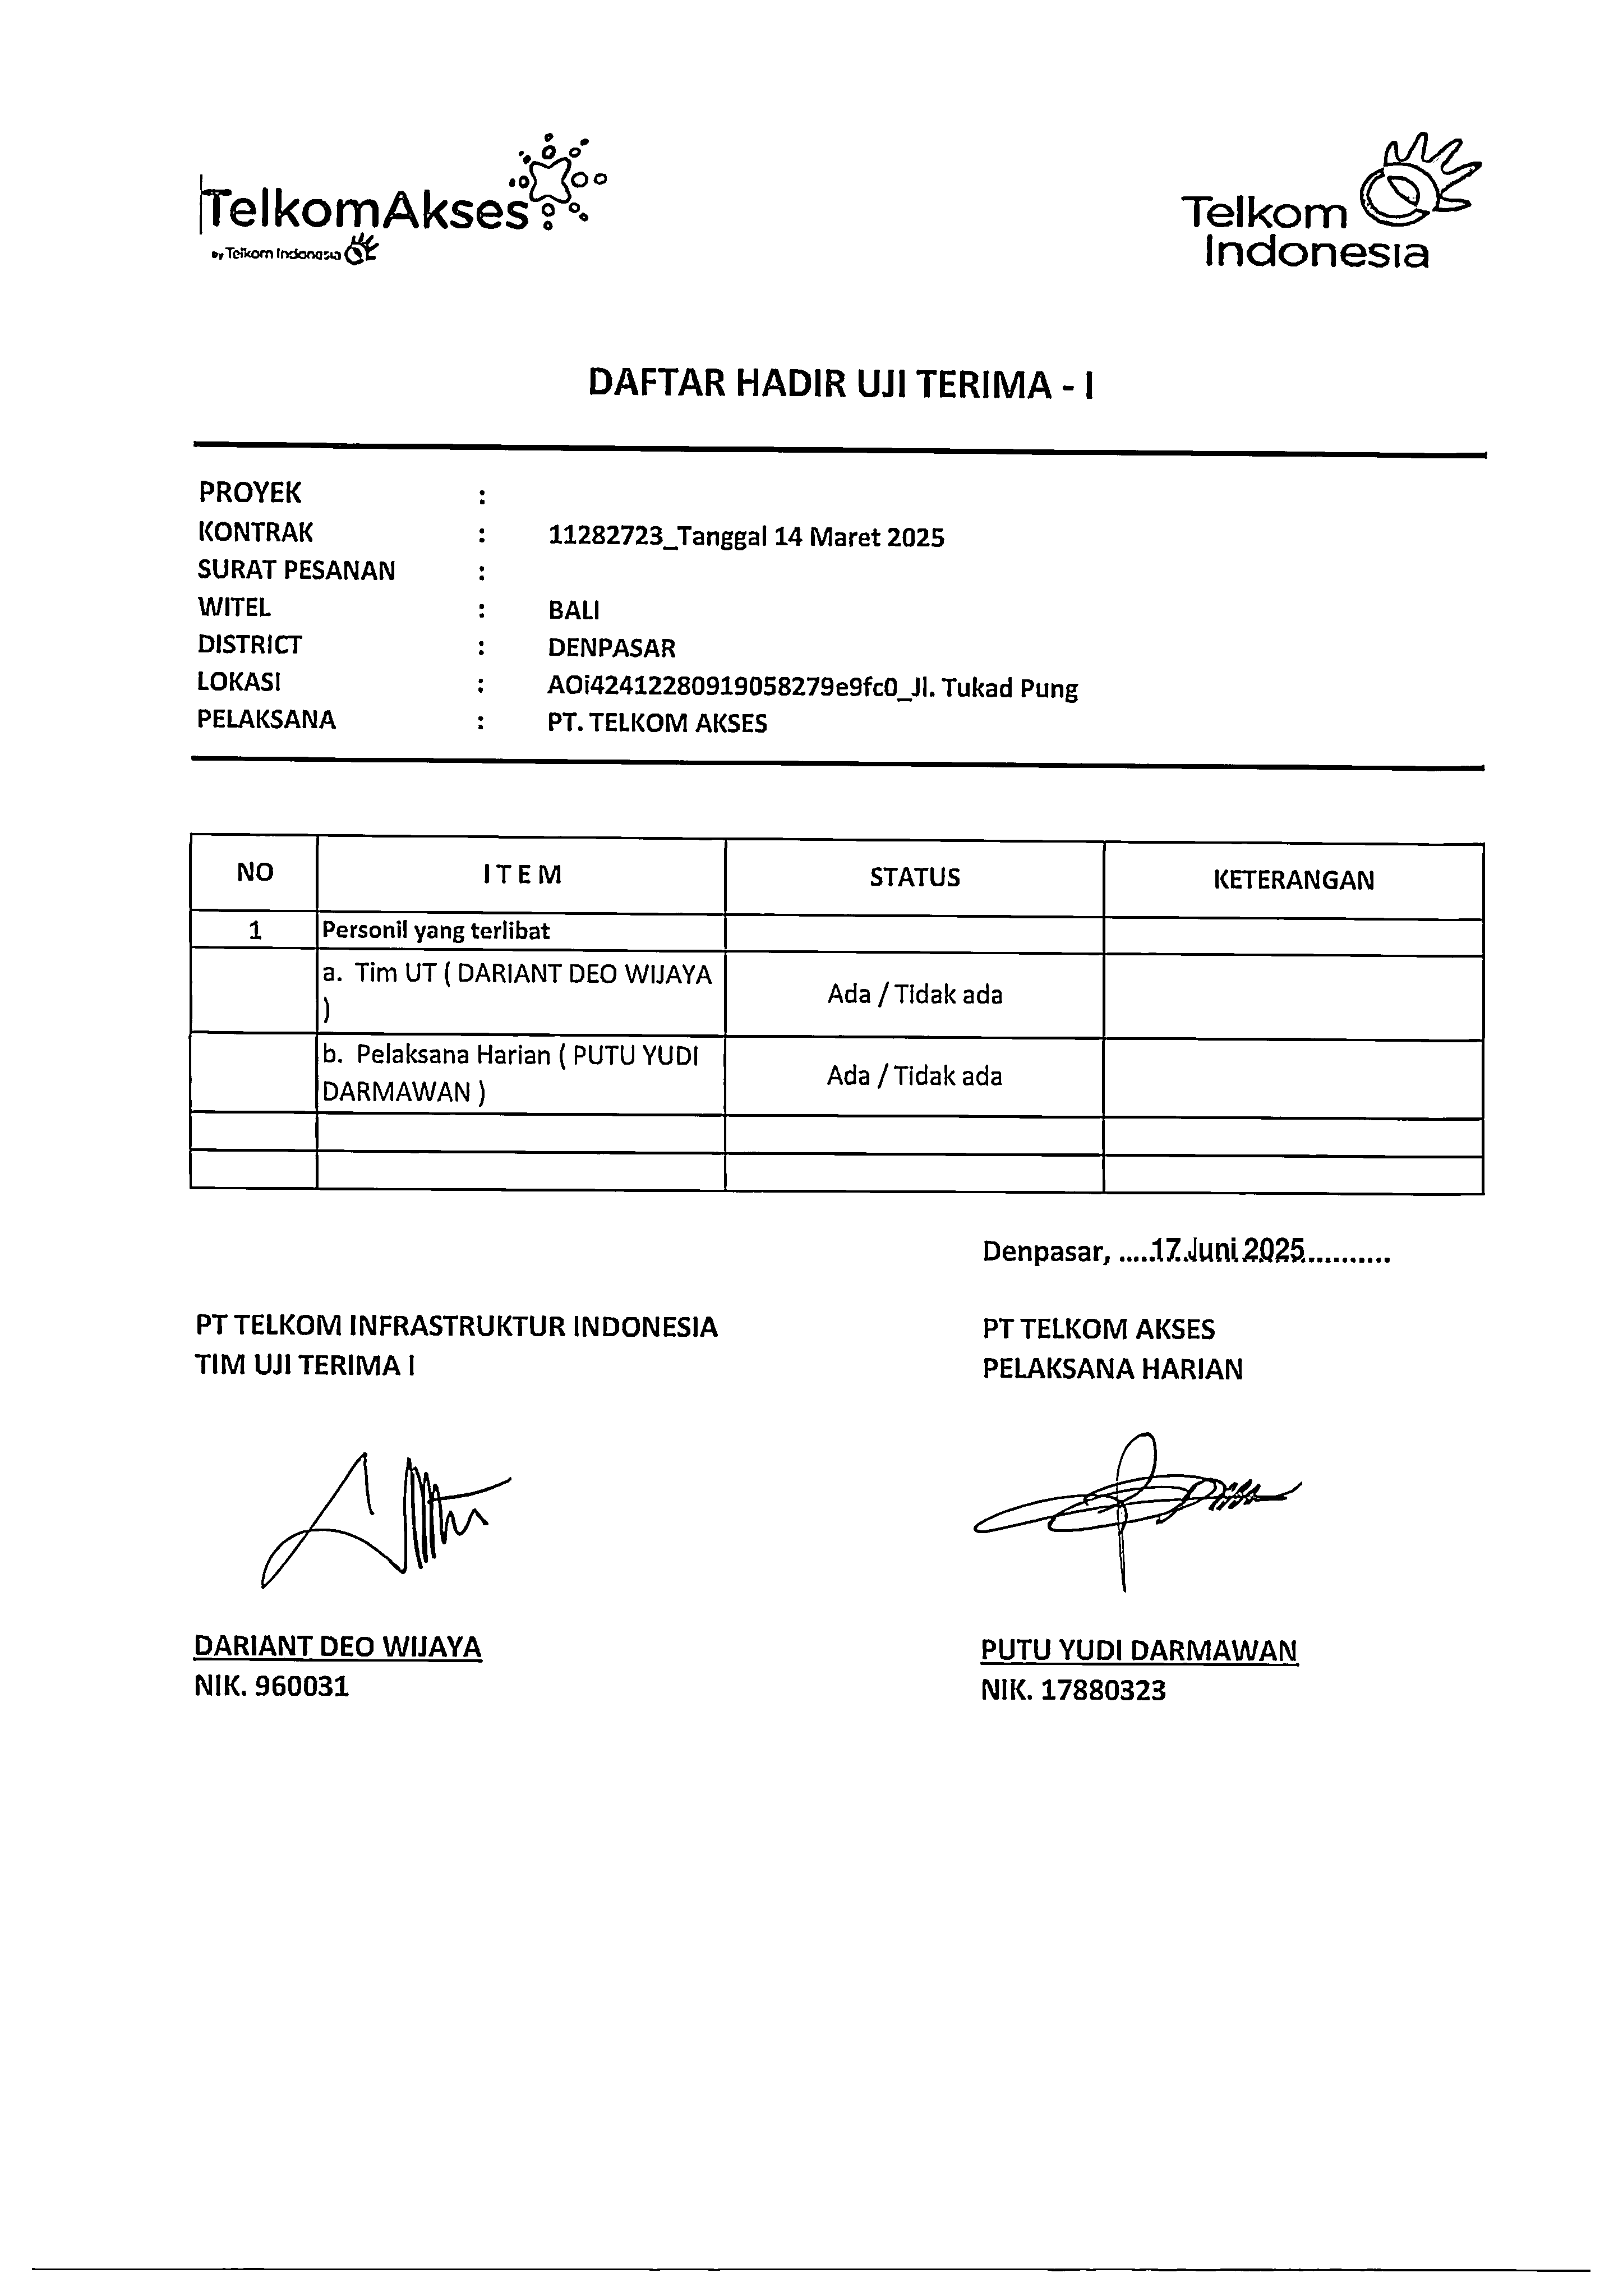 TelkomAkses
by Telkom Indonesia
Telkom
Indonesia
DAFTAR HADIR UJI TERIMA - I
PROYEK :
KONTRAK : 11282723_Tanggal 14 Maret 2025
SURAT PESANAN :
WITEL : BALI
DISTRICT : DENPASAR
LOKASI : AOi42412280919058279e9fc0_Jl. Tukad Pung
PELAKSANA : PT. TELKOM AKSES
NO I T E M STATUS KETERANGAN
1 Personil yang terlibat
a. Tim UT ( DARIANT DEO WIJAYA
) Ada / Tidak ada
b. Pelaksana Harian ( PUTU YUDI
DARMAWAN ) Ada / Tidak ada
Denpasar, .....17 Juni 2025..........
PT TELKOM INFRASTRUKTUR INDONESIA
TIM UJI TERIMA I
PT TELKOM AKSES
PELAKSANA HARIAN
DARIANT DEO WIJAYA
NIK. 960031
PUTU YUDI DARMAWAN
NIK. 17880323